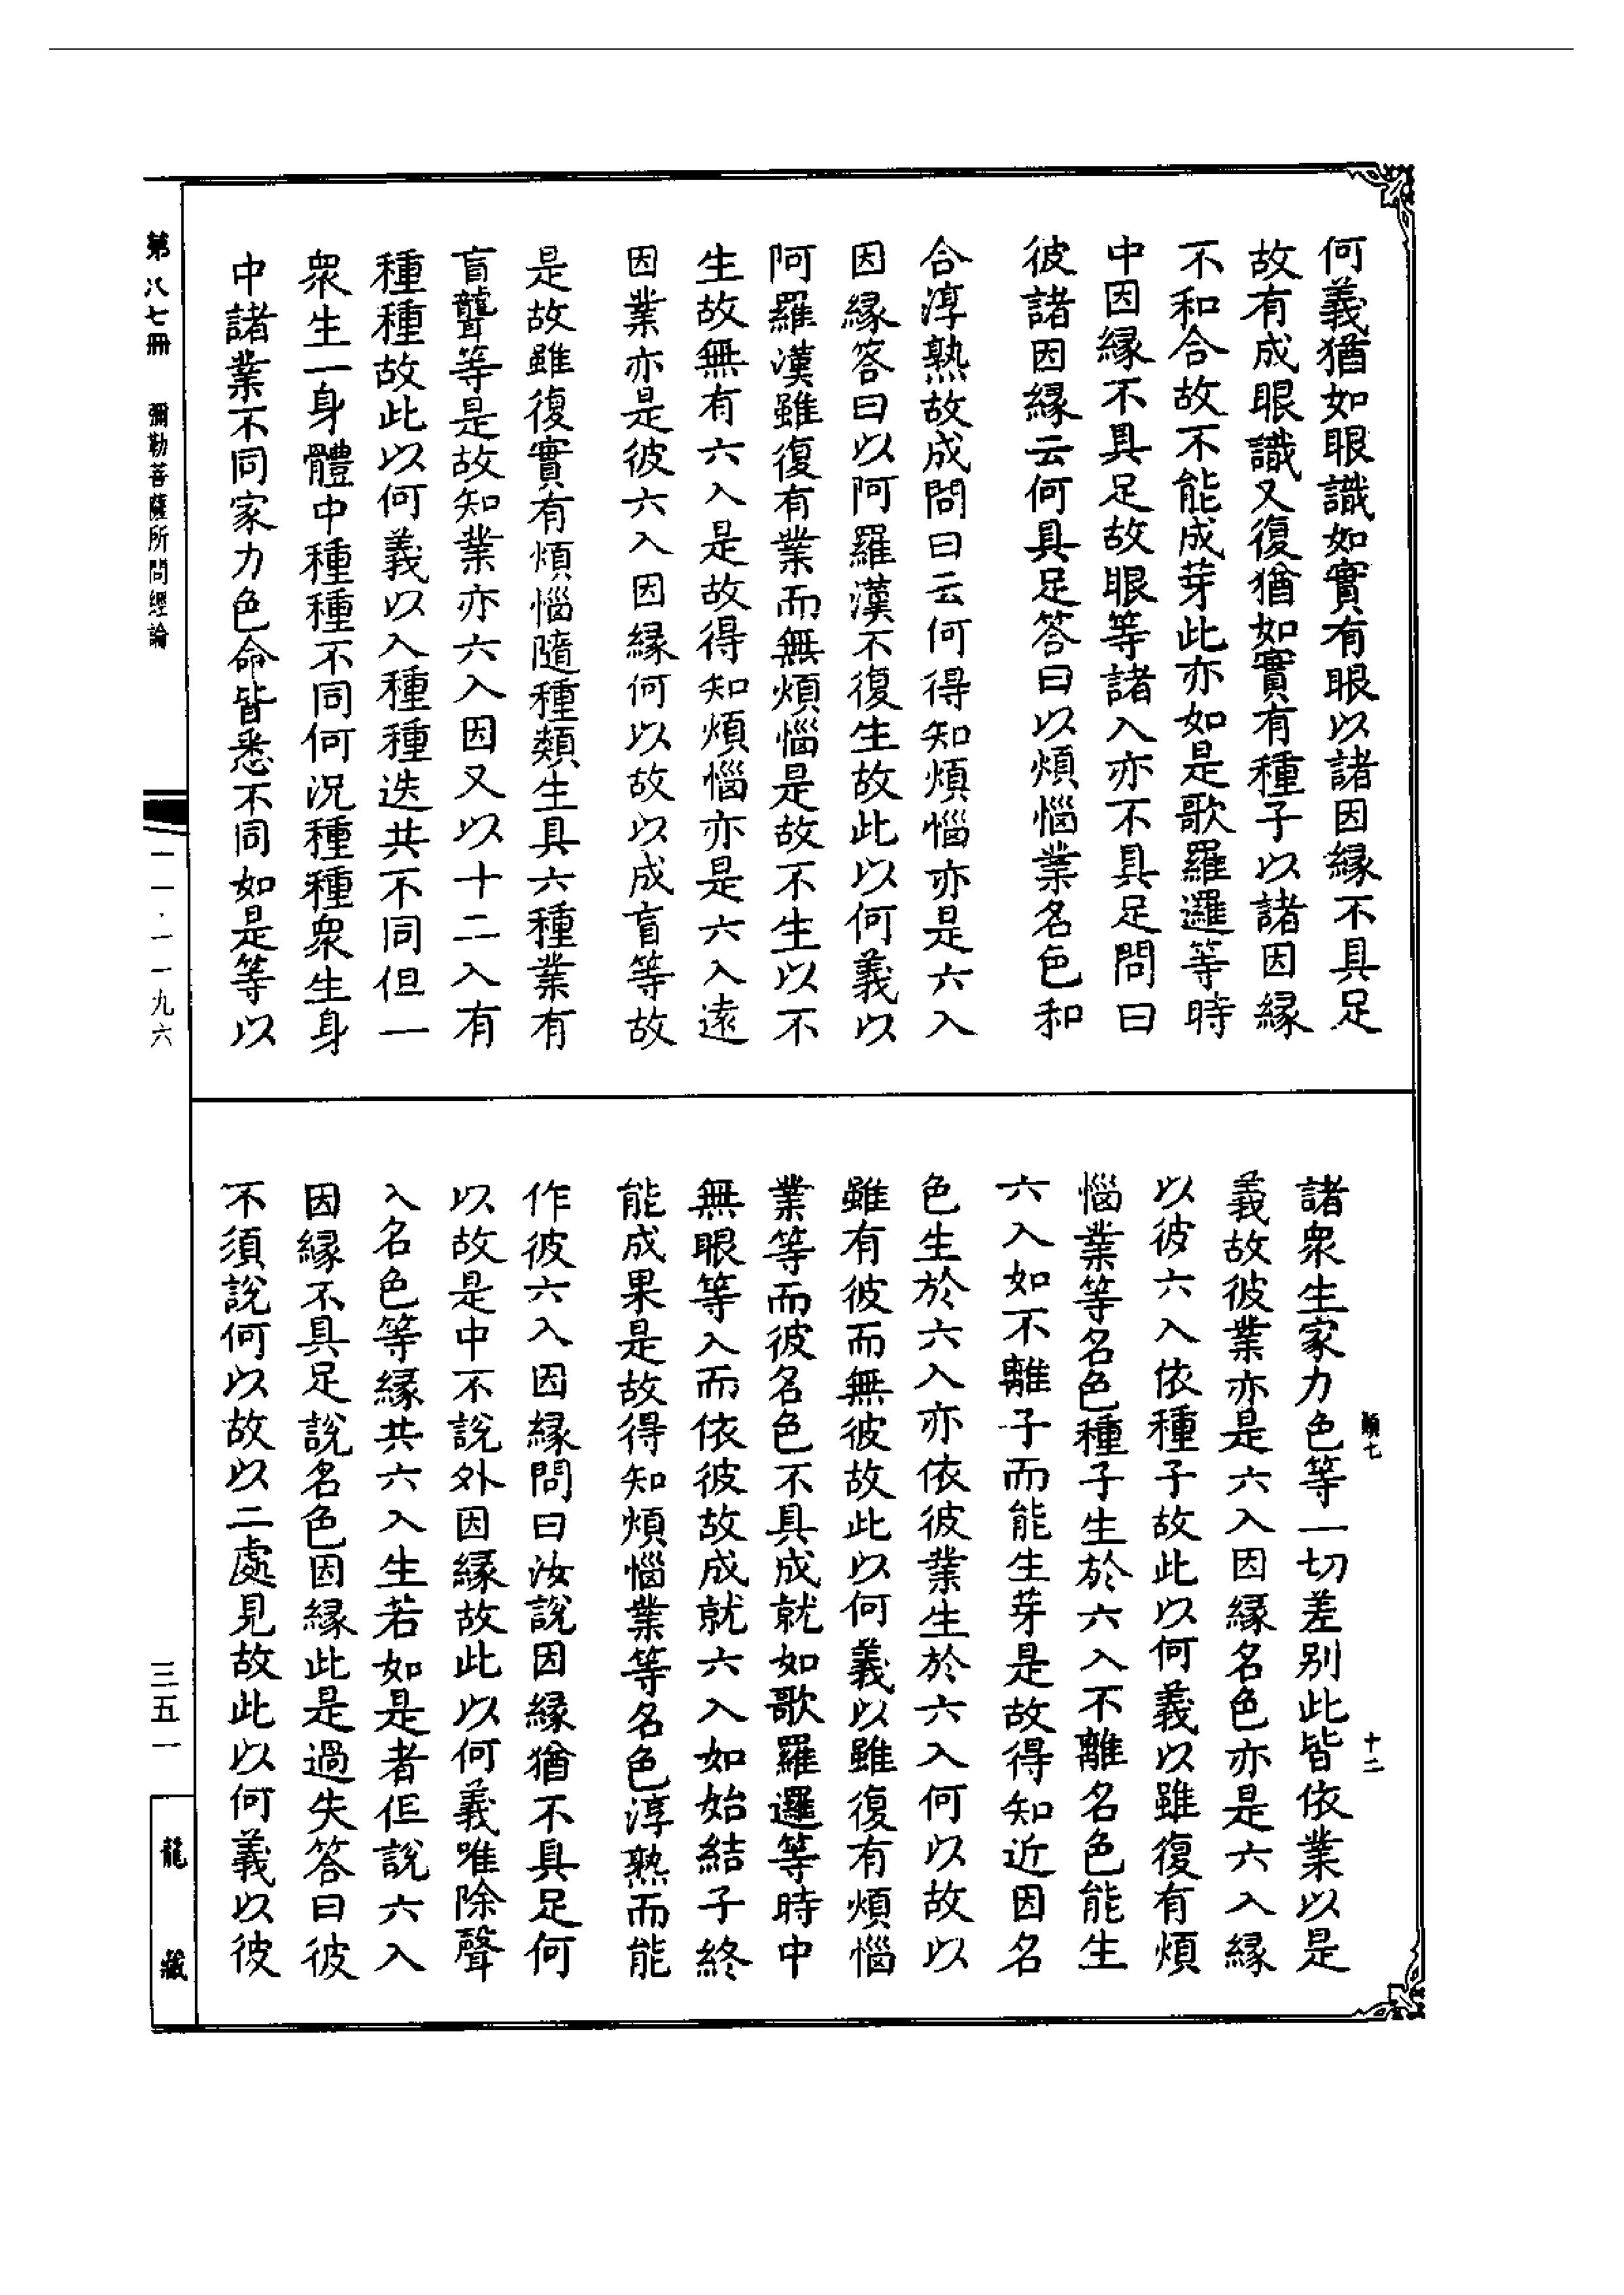 何義猶如眼識如實有眼以諸因緣不具足
故有成眼識又復猶如實有種子以諸因緣
不和合故不能成芽此亦如是歌羅邏等時
中因緣不具足故眼等諸入亦不具足問曰
彼諸因緣云何具足答曰以煩惱業名色和
合淳熟故成問曰云何得知煩惱亦是六入
因緣答曰以阿羅漢不復生故此以何義以
阿羅漢雖復有業而無煩惱是故不生以不
生故無有六入是故得知煩惱亦是六入遠
因業亦是彼六入因緣何以故以成盲等故
是故雖復實有煩惱隨種類生具六種業有
盲聾等是故知業亦六入因又以十二入有
種種故此以何義以入種種迭共不同但一
眾生一身體中種種不同何況種種眾生身
中諸業不同家力色命皆悉不同如是等以
諸眾生家力色等一切差別此皆依業以是
義故彼業亦是六入因緣名色亦是六入緣
以彼六入依種子故此以何義以雖復有煩
惱業等名色種子生於六入不離名色能生
六入如不離子而能生芽是故得知近因名
色生於六入亦依彼業生於六入何以故以
雖有彼而無彼故此以何義以雖復有煩惱
業等而彼名色不具成就如歌羅邏等時中
無眼等入而依彼故成就六入如始結子終
能成果是故得知煩惱業等名色淳熟而能
作彼六入因緣問曰汝說因緣猶不具足何
以故是中不說外因緣故此以何義唯除聲
入名色等緣共六入生若如是者但說六入
因緣不具足說名色因緣此是過失答曰彼
不須說何以故以二處見故此以何義以彼
顛七
十二
第八七冊
彌勒菩薩所問經論
一一·一一九六
三五一
龍藏